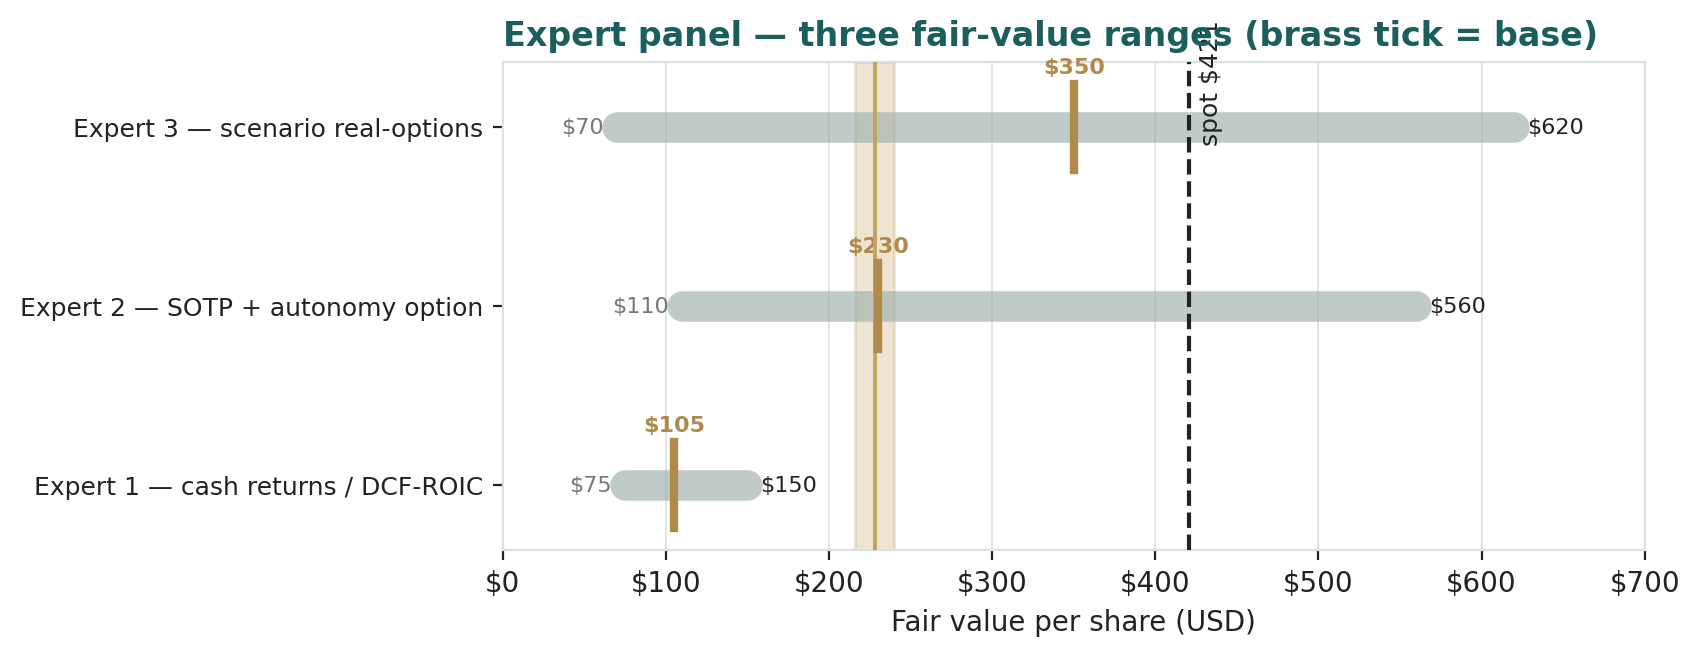 Expert panel — three fair-value ranges (brass tick = base)
spot $421
$350
Expert 3 — scenario real-options
$70
$620
$230
Expert 2 — SOTP + autonomy option
$110
$560
$105
Expert 1 — cash returns / DCF-ROIC
$75
$150
$0 $100 $200 $300 $400 $500 $600 $700
Fair value per share (USD)